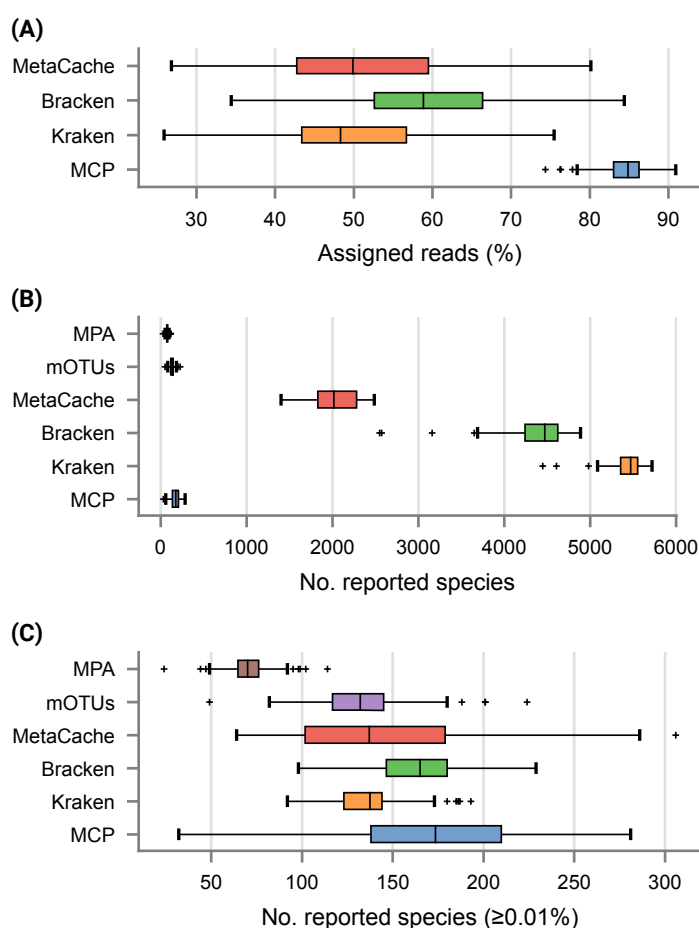 (A)
MetaCache
Bracken
Kraken
MCP
30 40 50 60 70 80 90
Assigned reads (%)
(B)
MPA
mOTUs
MetaCache
Bracken
Kraken
MCP
0 1000 2000 3000 4000 5000 6000
No. reported species
(C)
MPA
mOTUs
MetaCache
Bracken
Kraken
MCP
50 100 150 200 250 300
No. reported species (≥0.01%)